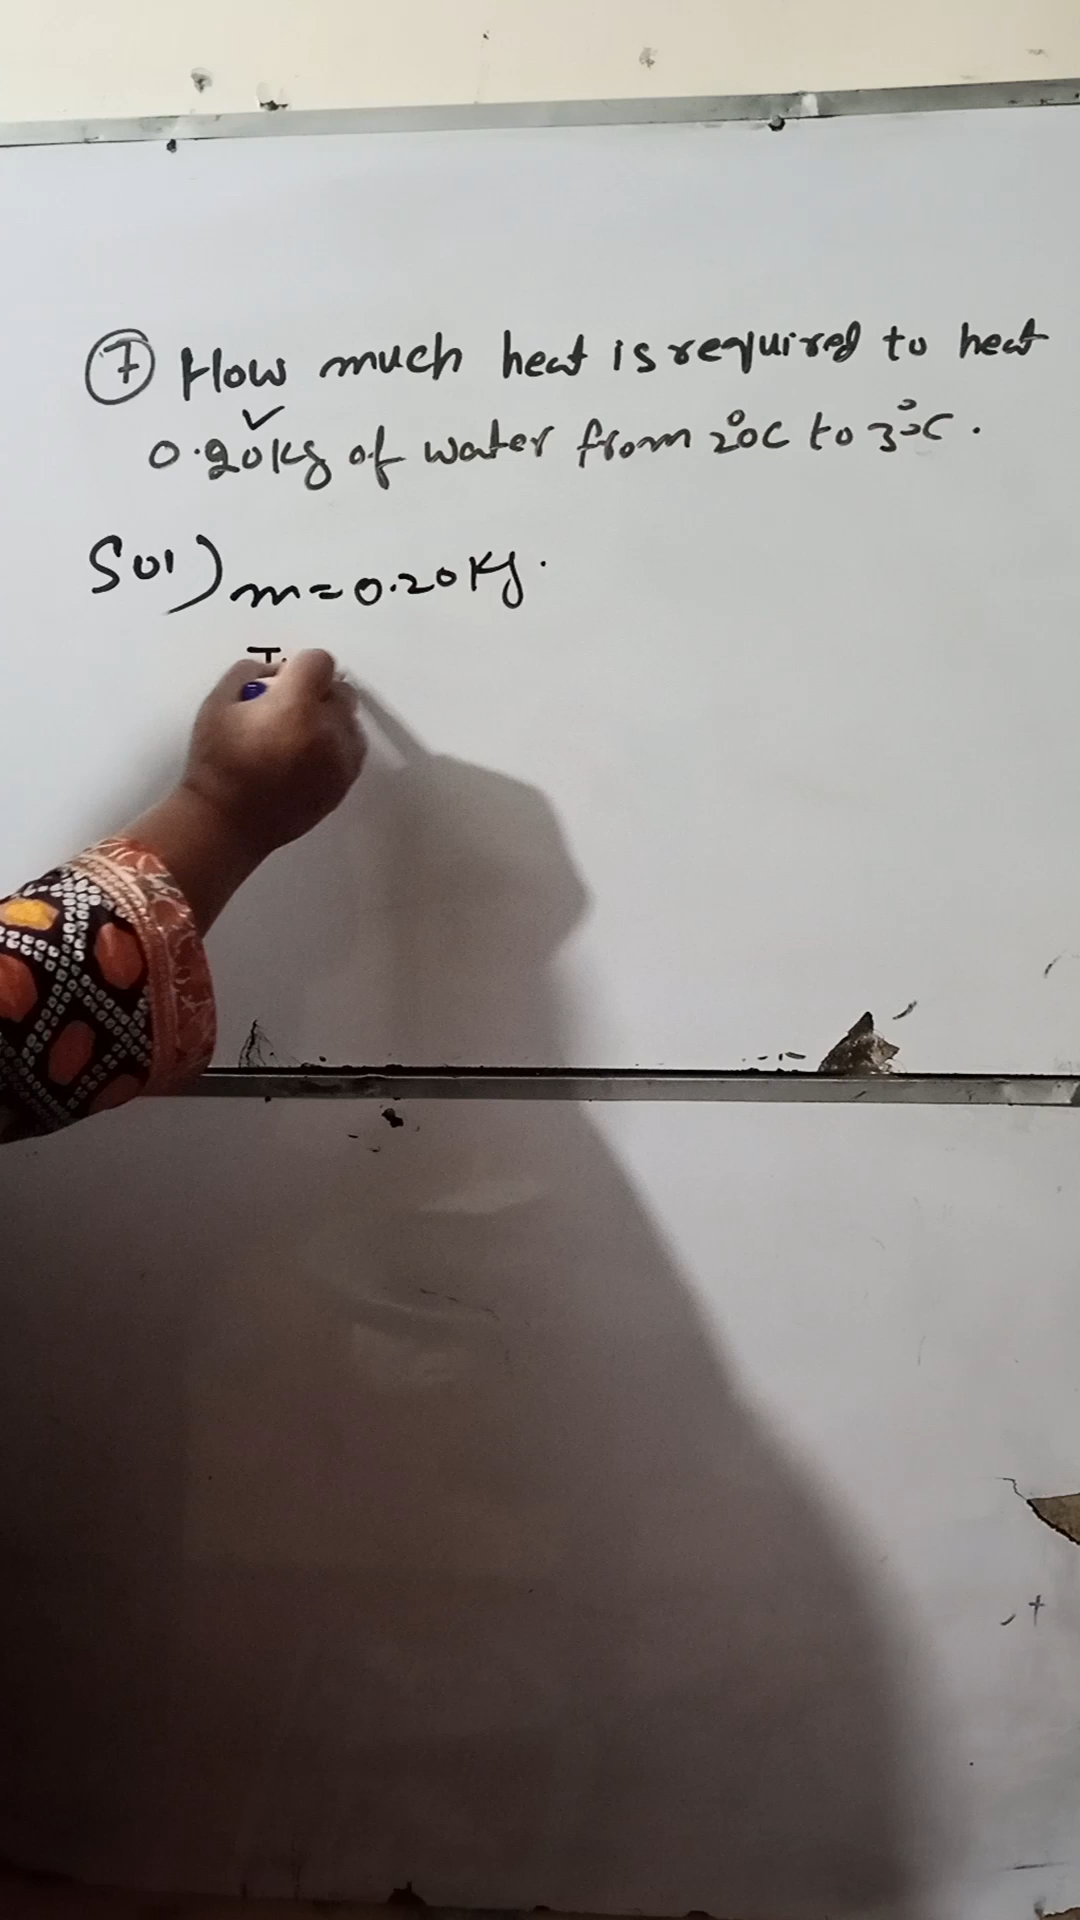 7 How much heat is required to heat
0.20kg of water from 20°C to 30°C.
Sol) m=0.20Kg.
T